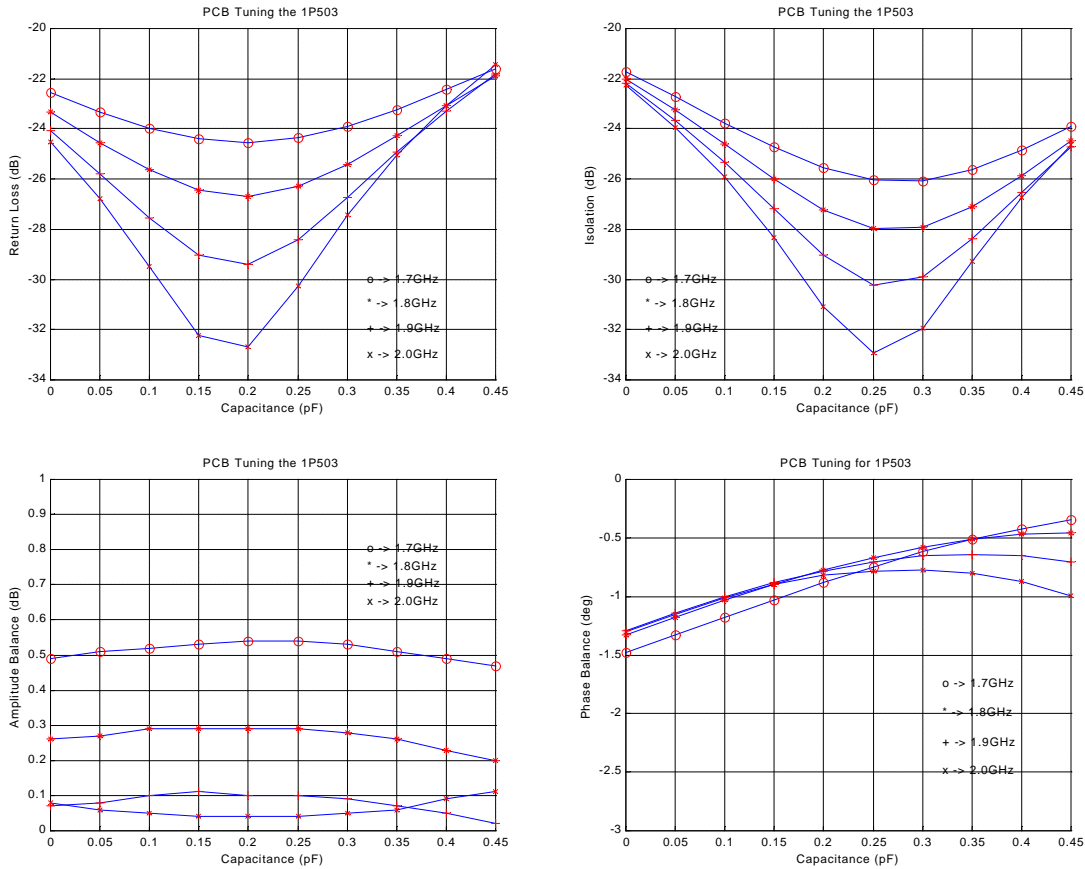 PCB Tuning the 1P503
-20
-22
-24
-26
-28
-30
-32
-34
Return Loss (dB)
o -> 1.7GHz
* -> 1.8GHz
+ -> 1.9GHz
x -> 2.0GHz
0 0.05 0.1 0.15 0.2 0.25 0.3 0.35 0.4 0.45
Capacitance (pF)
PCB Tuning the 1P503
-20
-22
-24
-26
-28
-30
-32
-34
Isolation (dB)
o -> 1.7GHz
* -> 1.8GHz
+ -> 1.9GHz
x -> 2.0GHz
0 0.05 0.1 0.15 0.2 0.25 0.3 0.35 0.4 0.45
Capacitance (pF)
PCB Tuning the 1P503
1
0.9
0.8
0.7
0.6
0.5
0.4
0.3
0.2
0.1
0
Amplitude Balance (dB)
o -> 1.7GHz
* -> 1.8GHz
+ -> 1.9GHz
x -> 2.0GHz
0 0.05 0.1 0.15 0.2 0.25 0.3 0.35 0.4 0.45
Capacitance (pF)
PCB Tuning for 1P503
0
-0.5
-1
-1.5
-2
-2.5
-3
Phase Balance (deg)
o -> 1.7GHz
* -> 1.8GHz
+ -> 1.9GHz
x -> 2.0GHz
0 0.05 0.1 0.15 0.2 0.25 0.3 0.35 0.4 0.45
Capacitance (pF)